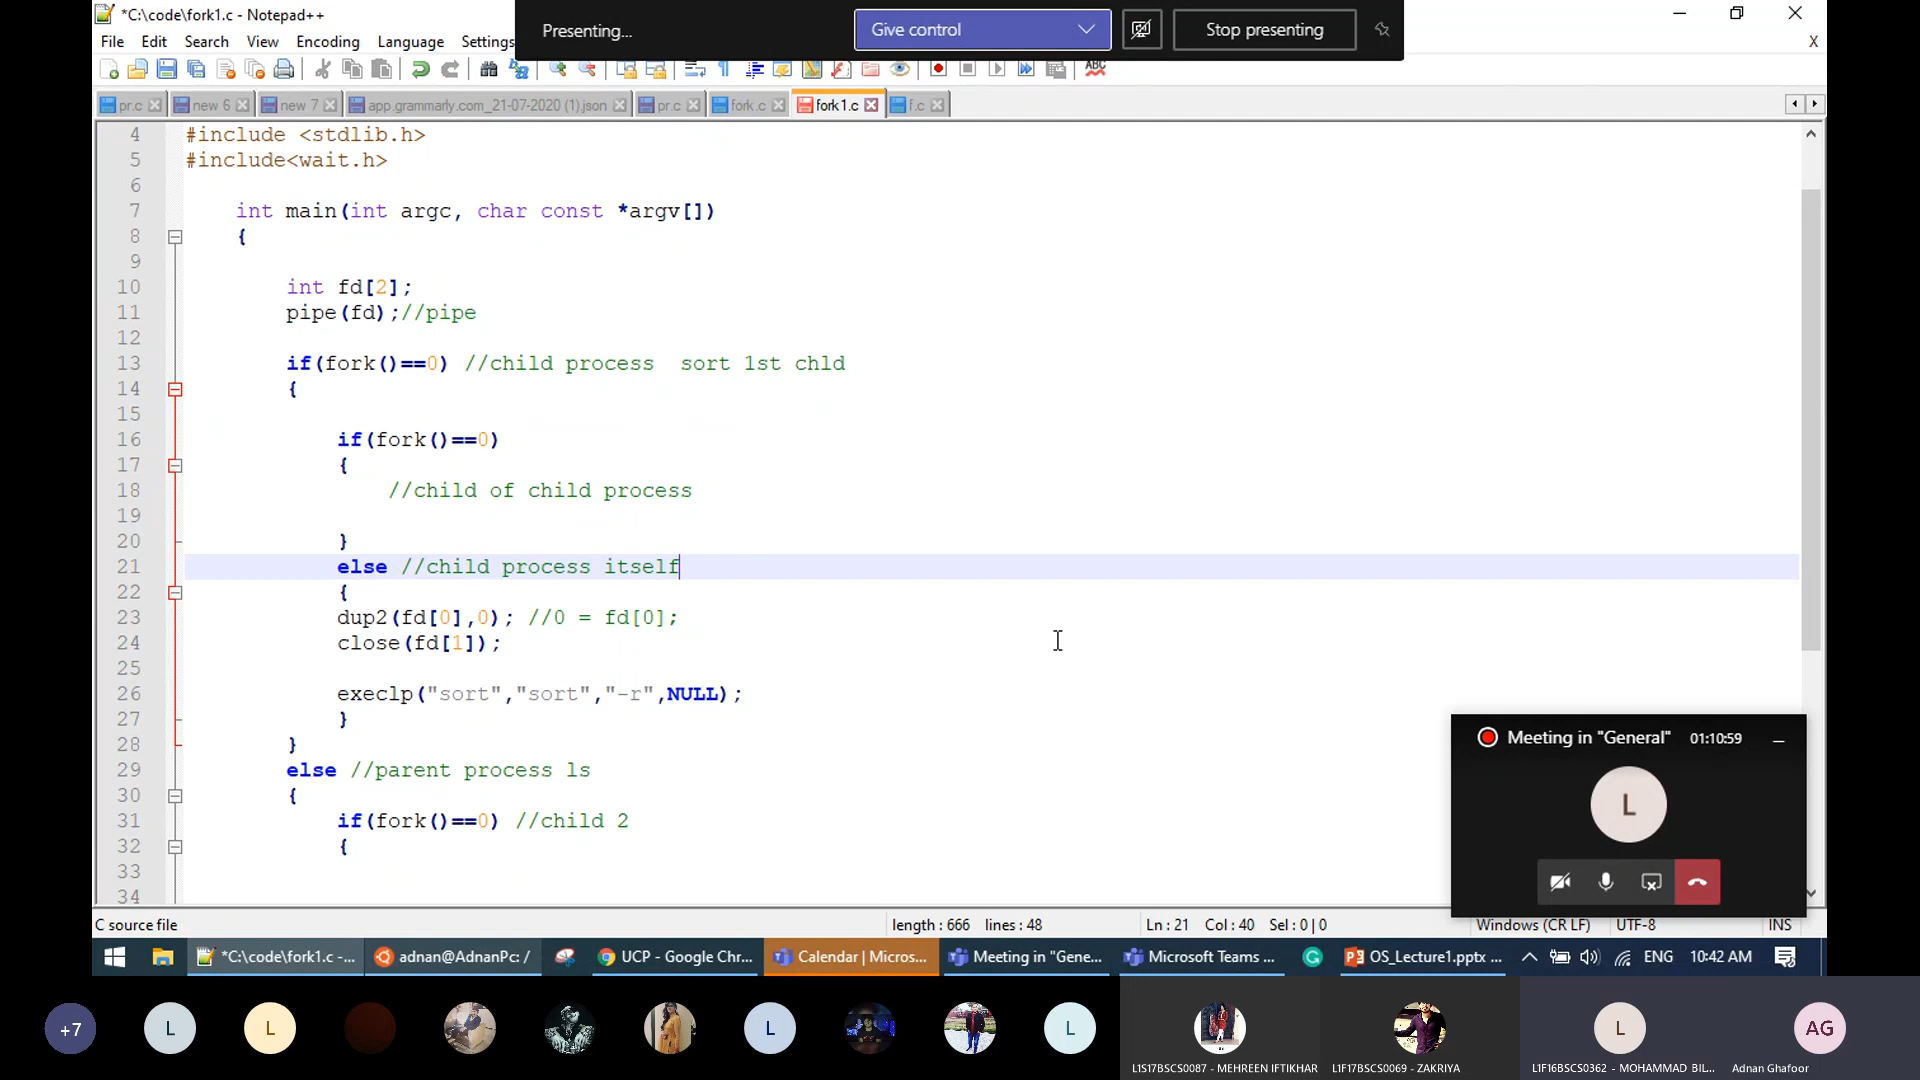 *C:\code\fork1.c - Notepad++
Presenting...
Give control
Stop presenting
File Edit Search View Encoding Language Settings
X
pr.c new 6 new 7 app.grammarly.com_21-07-2020 (1).json pr.c fork.c fork1.c f.c
4 #include <stdlib.h>
5 #include<wait.h>
6
7 int main(int argc, char const *argv[])
8 {
9
10 int fd[2];
11 pipe(fd);//pipe
12
13 if(fork()==0) //child process  sort 1st chld
14 {
15
16 if(fork()==0)
17 {
18 //child of child process
19
20 }
21 else //child process itself
22 {
23 dup2(fd[0],0); //0 = fd[0];
24 close(fd[1]);
25
26 execlp("sort","sort","-r",NULL);
27 }
28 }
29 else //parent process ls
30 {
31 if(fork()==0) //child 2
32 {
33
34
Meeting in "General" 01:10:59
L
C source file length : 666 lines : 48 Ln : 21 Col : 40 Sel : 0 | 0 Windows (CR LF) UTF-8 INS
*C:\code\fork1.c -... adnan@AdnanPc: / UCP - Google Chr... Calendar | Micros... Meeting in "Gene... Microsoft Teams ... OS_Lecture1.pptx ... ENG 10:42 AM
+7 L L L L L AG
L1S17BSCS0087 - MEHREEN IFTIKHAR L1F17BSCS0069 - ZAKRIYA L1F16BSCS0362 - MOHAMMAD BIL... Adnan Ghafoor